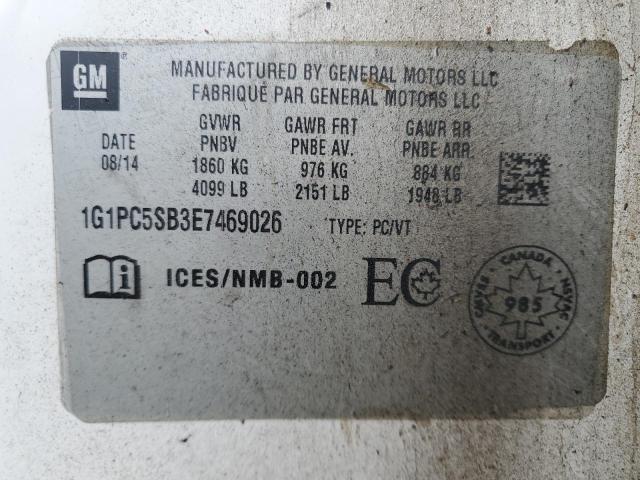 GM
MANUFACTURED BY GENERAL MOTORS LLC
FABRIQUÉ PAR GENERAL MOTORS LLC
DATE
08/14
GVWR
PNBV
1860 KG
4099 LB
GAWR FRT
PNBE AV.
976 KG
2151 LB
GAWR RR
PNBE ARR.
884 KG
1948 LB
1G1PC5SB3E7469026 TYPE: PC/VT
i ICES/NMB-002 EC
CANADA
CMVSS
NSVAC
985
TRANSPORT